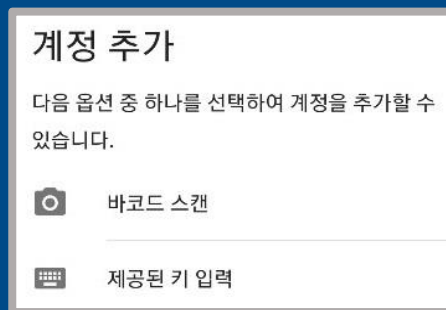 계정 추가
다음 옵션 중 하나를 선택하여 계정을 추가할 수
있습니다.
바코드 스캔
제공된 키 입력